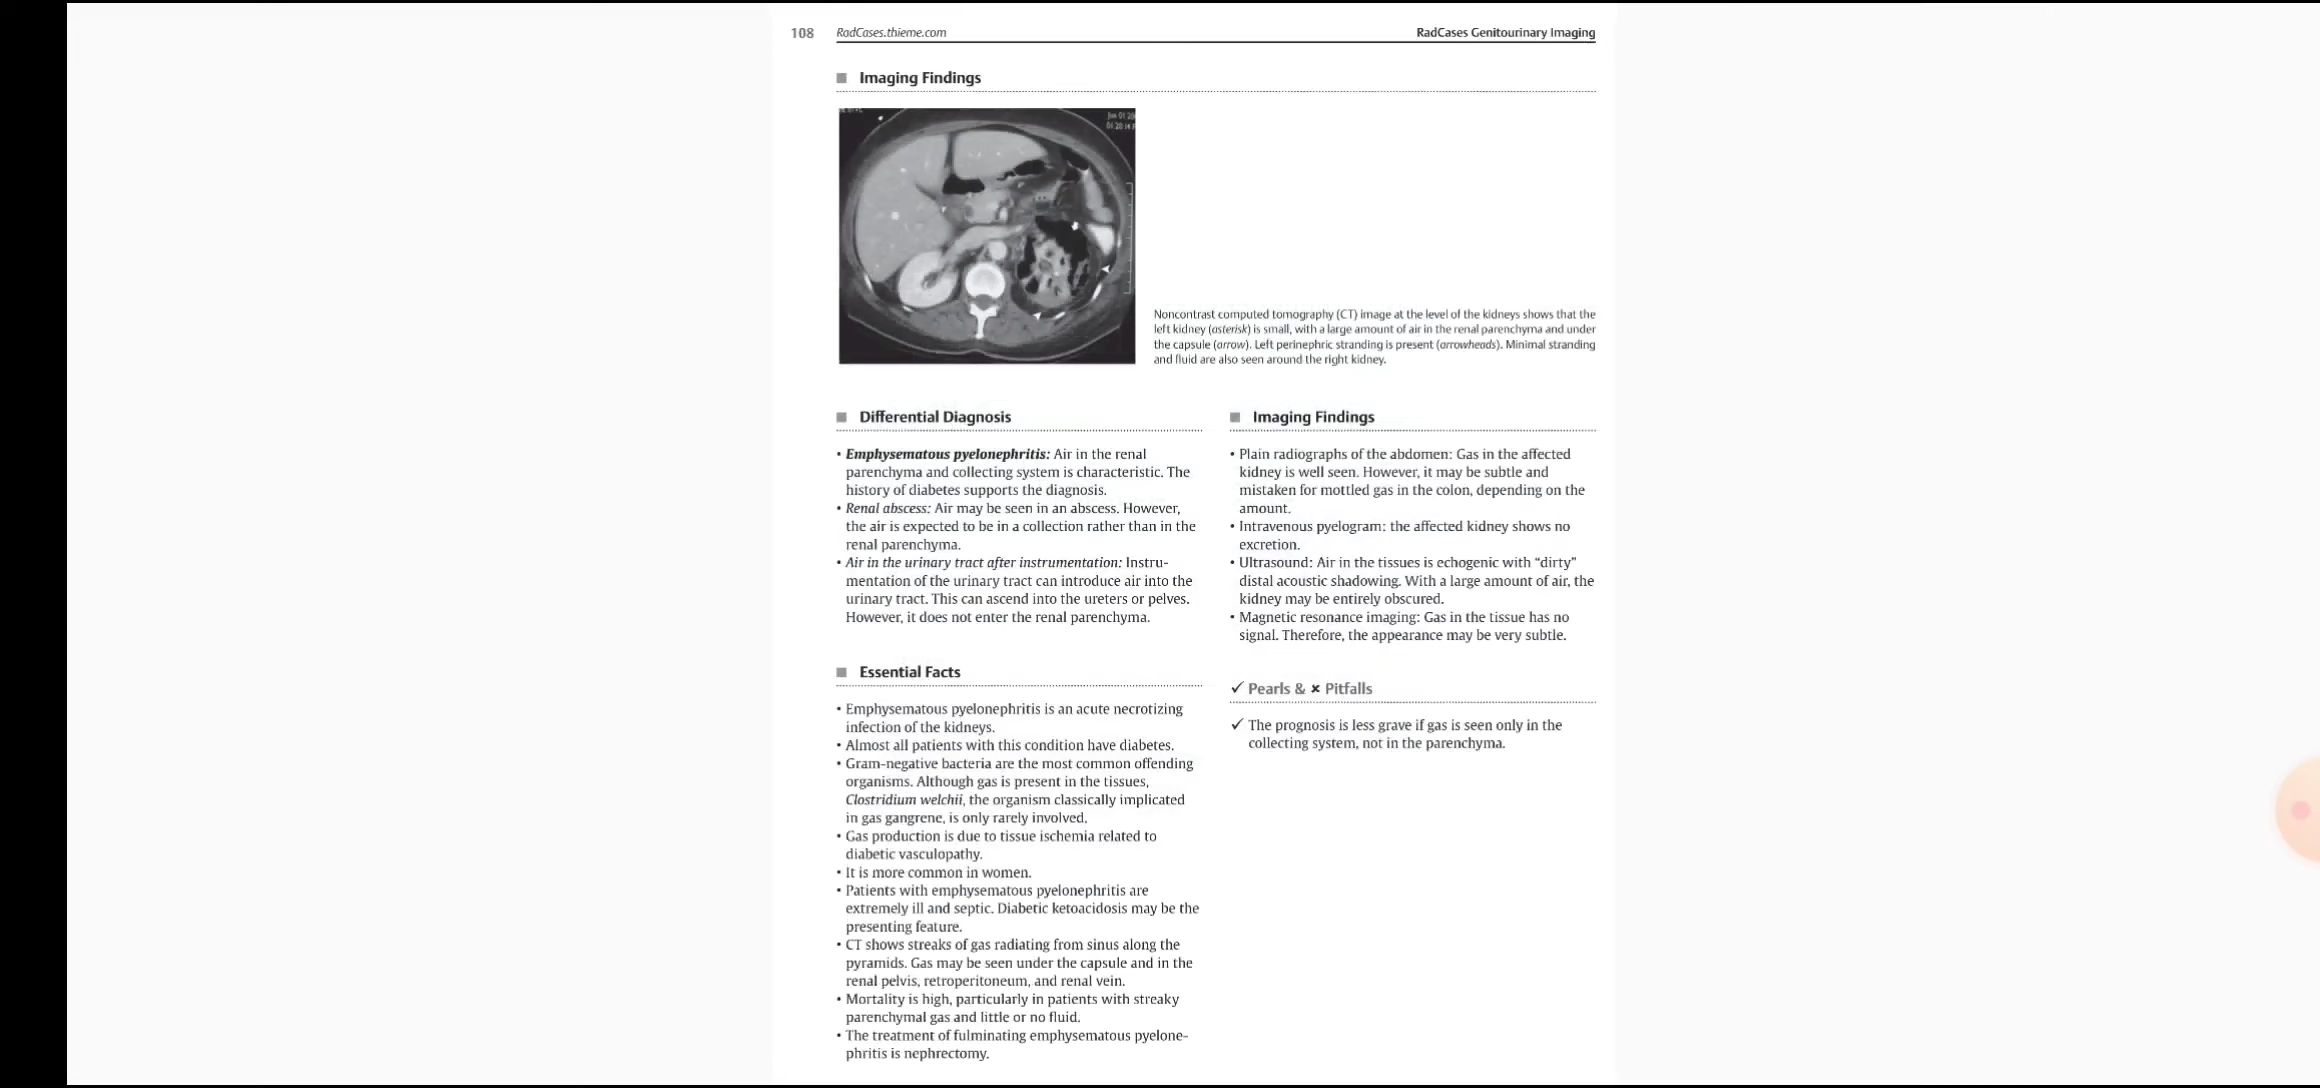 108 RadCases.thieme.com RadCases Genitourinary Imaging
Imaging Findings
Jan 01 20
Noncontrast computed tomography (CT) image at the level of the kidneys shows that the
left kidney (asterisk) is small, with a large amount of air in the renal parenchyma and under
the capsule (arrow). Left perinephric stranding is present (arrowheads). Minimal stranding
and fluid are also seen around the right kidney.
Differential Diagnosis
• Emphysematous pyelonephritis: Air in the renal
parenchyma and collecting system is characteristic. The
history of diabetes supports the diagnosis.
• Renal abscess: Air may be seen in an abscess. However,
the air is expected to be in a collection rather than in the
renal parenchyma.
• Air in the urinary tract after instrumentation: Instru-
mentation of the urinary tract can introduce air into the
urinary tract. This can ascend into the ureters or pelves.
However, it does not enter the renal parenchyma.
Essential Facts
• Emphysematous pyelonephritis is an acute necrotizing
infection of the kidneys.
• Almost all patients with this condition have diabetes.
• Gram-negative bacteria are the most common offending
organisms. Although gas is present in the tissues,
Clostridium welchii, the organism classically implicated
in gas gangrene, is only rarely involved.
• Gas production is due to tissue ischemia related to
diabetic vasculopathy.
• It is more common in women.
• Patients with emphysematous pyelonephritis are
extremely ill and septic. Diabetic ketoacidosis may be the
presenting feature.
• CT shows streaks of gas radiating from sinus along the
pyramids. Gas may be seen under the capsule and in the
renal pelvis, retroperitoneum, and renal vein.
• Mortality is high, particularly in patients with streaky
parenchymal gas and little or no fluid.
• The treatment of fulminating emphysematous pyelone-
phritis is nephrectomy.
Imaging Findings
• Plain radiographs of the abdomen: Gas in the affected
kidney is well seen. However, it may be subtle and
mistaken for mottled gas in the colon, depending on the
amount.
• Intravenous pyelogram: the affected kidney shows no
excretion.
• Ultrasound: Air in the tissues is echogenic with “dirty”
distal acoustic shadowing. With a large amount of air, the
kidney may be entirely obscured.
• Magnetic resonance imaging: Gas in the tissue has no
signal. Therefore, the appearance may be very subtle.
✓ Pearls & ✗ Pitfalls
✓ The prognosis is less grave if gas is seen only in the
collecting system, not in the parenchyma.